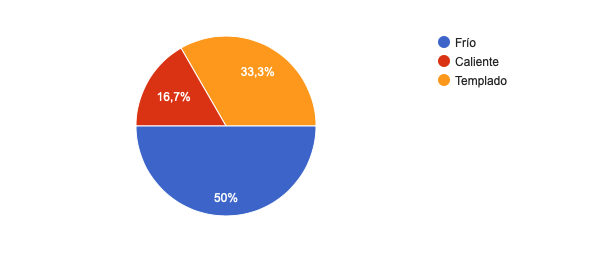 Frío
Caliente
Templado
33,3%
16,7%
50%